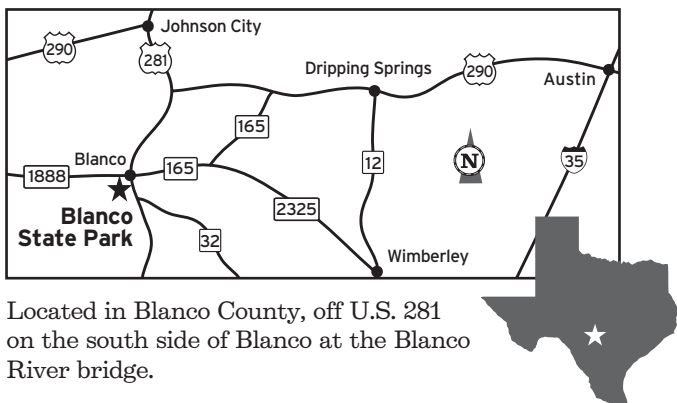 Johnson City
290
281
Dripping Springs
290
Austin
165
Blanco
165
12
35
N
1888
Blanco
State Park
2325
32
Wimberley
Located in Blanco County, off U.S. 281
on the south side of Blanco at the Blanco
River bridge.